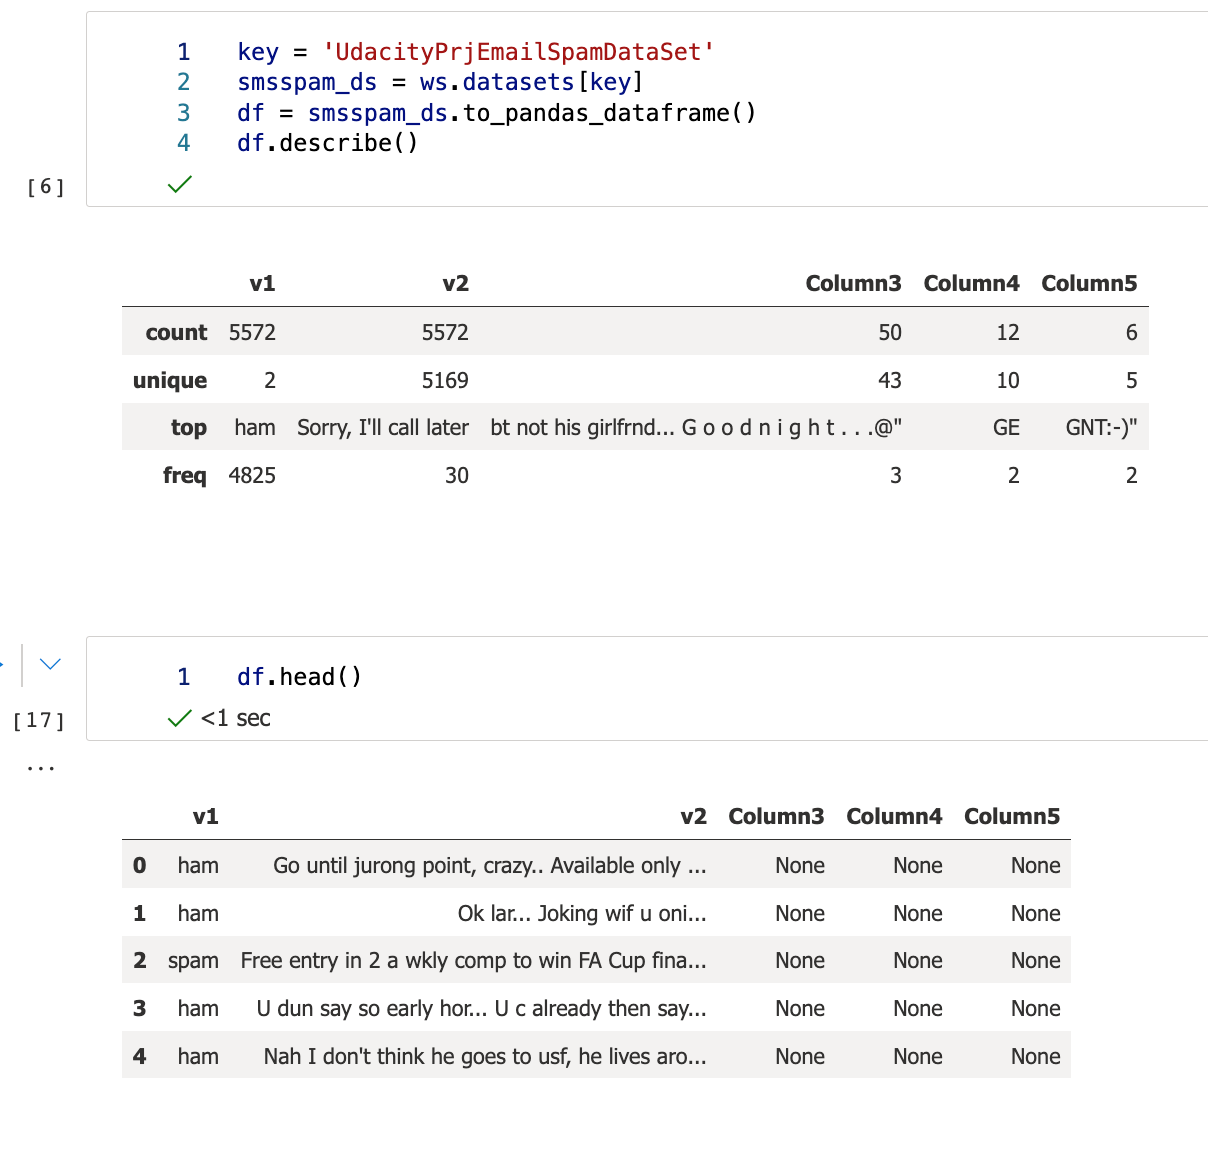 1 key = 'UdacityPrjEmailSpamDataSet'
2 smsspam_ds = ws.datasets[key]
3 df = smsspam_ds.to_pandas_dataframe()
4 df.describe()
[6]
v1 v2 Column3 Column4 Column5
count 5572 5572 50 12 6
unique 2 5169 43 10 5
top ham Sorry, I'll call later bt not his girlfrnd... G o o d n i g h t . . .@" GE GNT:-)"
freq 4825 30 3 2 2
1 df.head()
[17] <1 sec
...
v1 v2 Column3 Column4 Column5
0 ham Go until jurong point, crazy.. Available only ... None None None
1 ham Ok lar... Joking wif u oni... None None None
2 spam Free entry in 2 a wkly comp to win FA Cup fina... None None None
3 ham U dun say so early hor... U c already then say... None None None
4 ham Nah I don't think he goes to usf, he lives aro... None None None